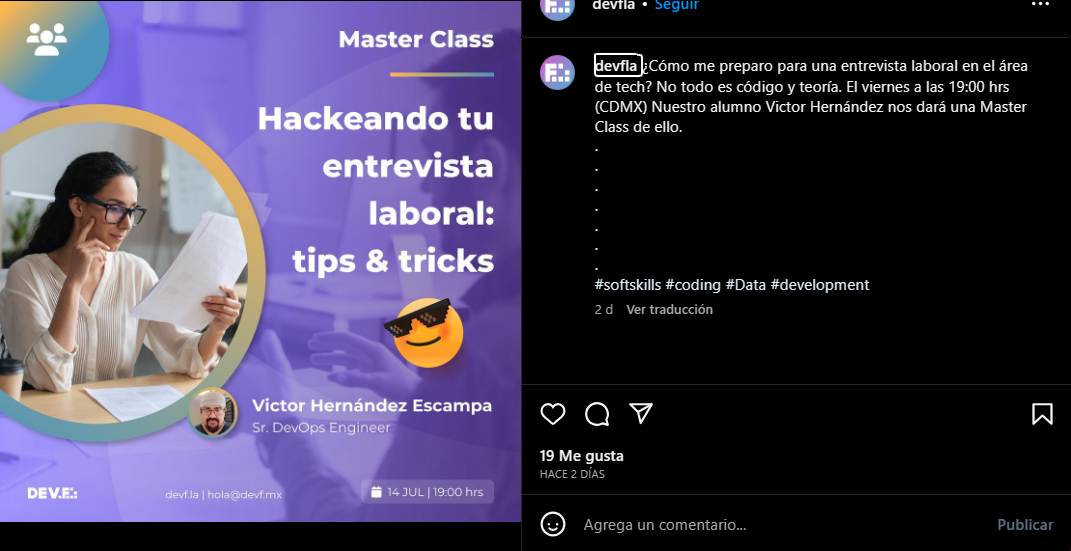 Master Class
Hackeando tu
entrevista
laboral:
tips & tricks
Victor Hernández Escampa
Sr. DevOps Engineer
DEV.F.:
devf.la | hola@devf.mx
14 JUL | 19:00 hrs
devfla • Seguir
devfla ¿Cómo me preparo para una entrevista laboral en el área
de tech? No todo es código y teoría. El viernes a las 19:00 hrs
(CDMX) Nuestro alumno Victor Hernández nos dará una Master
Class de ello.
.
.
.
.
.
.
.
#softskills #coding #Data #development
2 d Ver traducción
19 Me gusta
HACE 2 DÍAS
Agrega un comentario...
Publicar